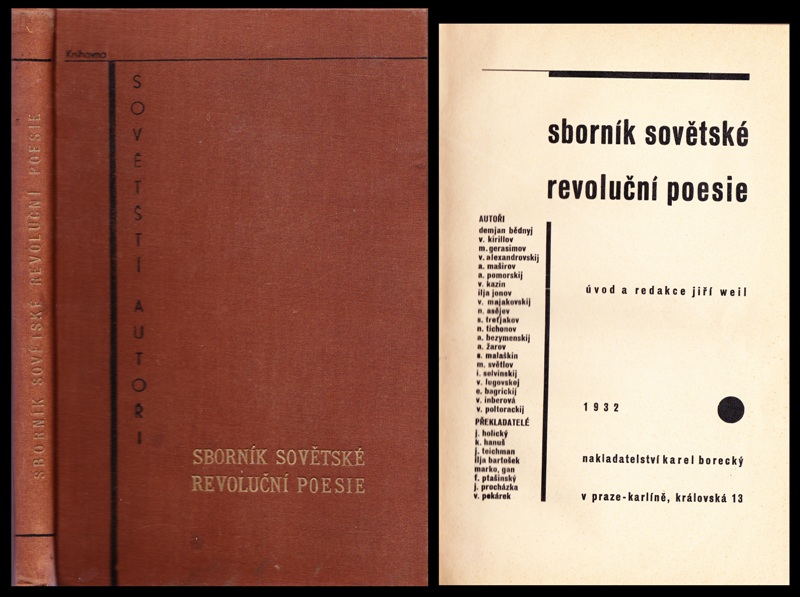 SBORNÍK SOVĚTSKÉ REVOLUČNÍ POESIE
Knihovna
SOVĚTŠTÍ AUTOŘI
SBORNÍK SOVĚTSKÉ
REVOLUČNÍ POESIE
sborník sovětské
revoluční poesie
AUTOŘI
demjan bědnyj
v. kirillov
m. gerasimov
v. alexandrovskij
a. maširov
a. pomorskij
v. kazin
ilja jonov
v. majakovskij
n. asějev
s. treťjakov
n. tichonov
a. bezymenskij
a. žarov
s. malaškin
m. světlov
i. selvinskij
v. lugovskoj
e. bagrickij
v. inberová
v. poltorackij
PŘEKLADATELÉ
j. holický
k. hanuš
j. teichman
ilja bartošek
marko, gan
f. ptašinský
j. procházka
v. pekárek
úvod a redakce jiří weil
1932
nakladatelství karel borecký
v praze-karlíně, královská 13